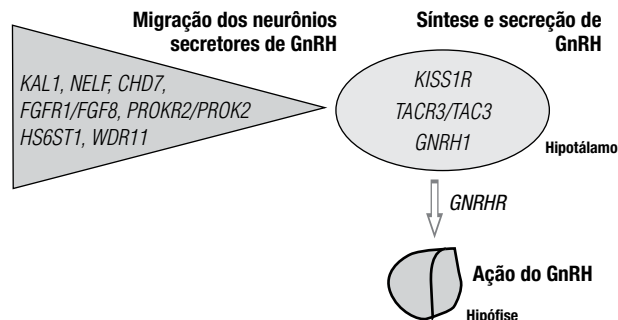 Migração dos neurônios
secretores de GnRH
Síntese e secreção de
GnRH
KAL1, NELF, CHD7,
FGFR1/FGF8, PROKR2/PROK2
HS6ST1, WDR11
KISS1R
TACR3/TAC3
GNRH1
Hipotálamo
GNRHR
Ação do GnRH
Hipófise